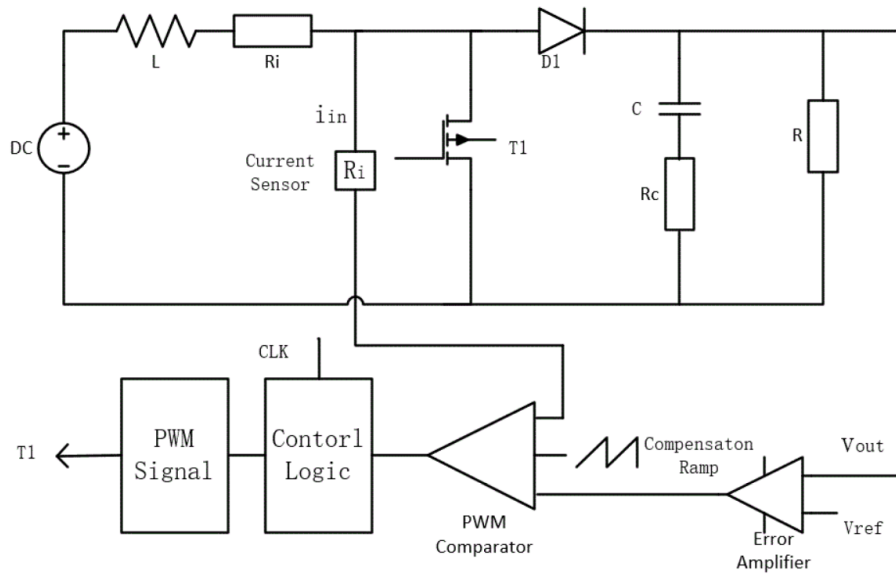 L
Ri
D1
iin
C
DC
Current
Sensor
Ri
T1
R
Rc
CLK
T1
PWM
Signal
Contorl
Logic
Compensaton
Ramp
Vout
Vref
PWM
Comparator
Error
Amplifier